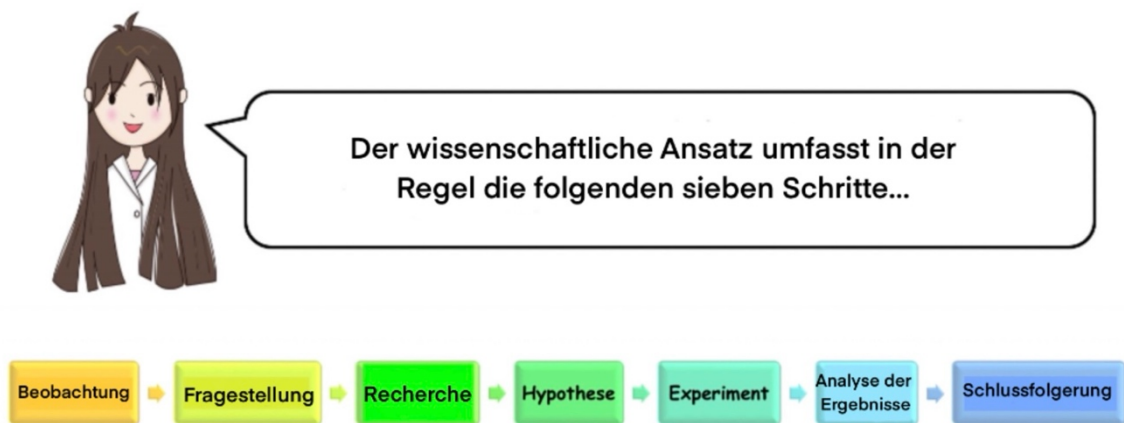 Der wissenschaftliche Ansatz umfasst in der
Regel die folgenden sieben Schritte...
Beobachtung
Fragestellung
Recherche
Hypothese
Experiment
Analyse der
Ergebnisse
Schlussfolgerung